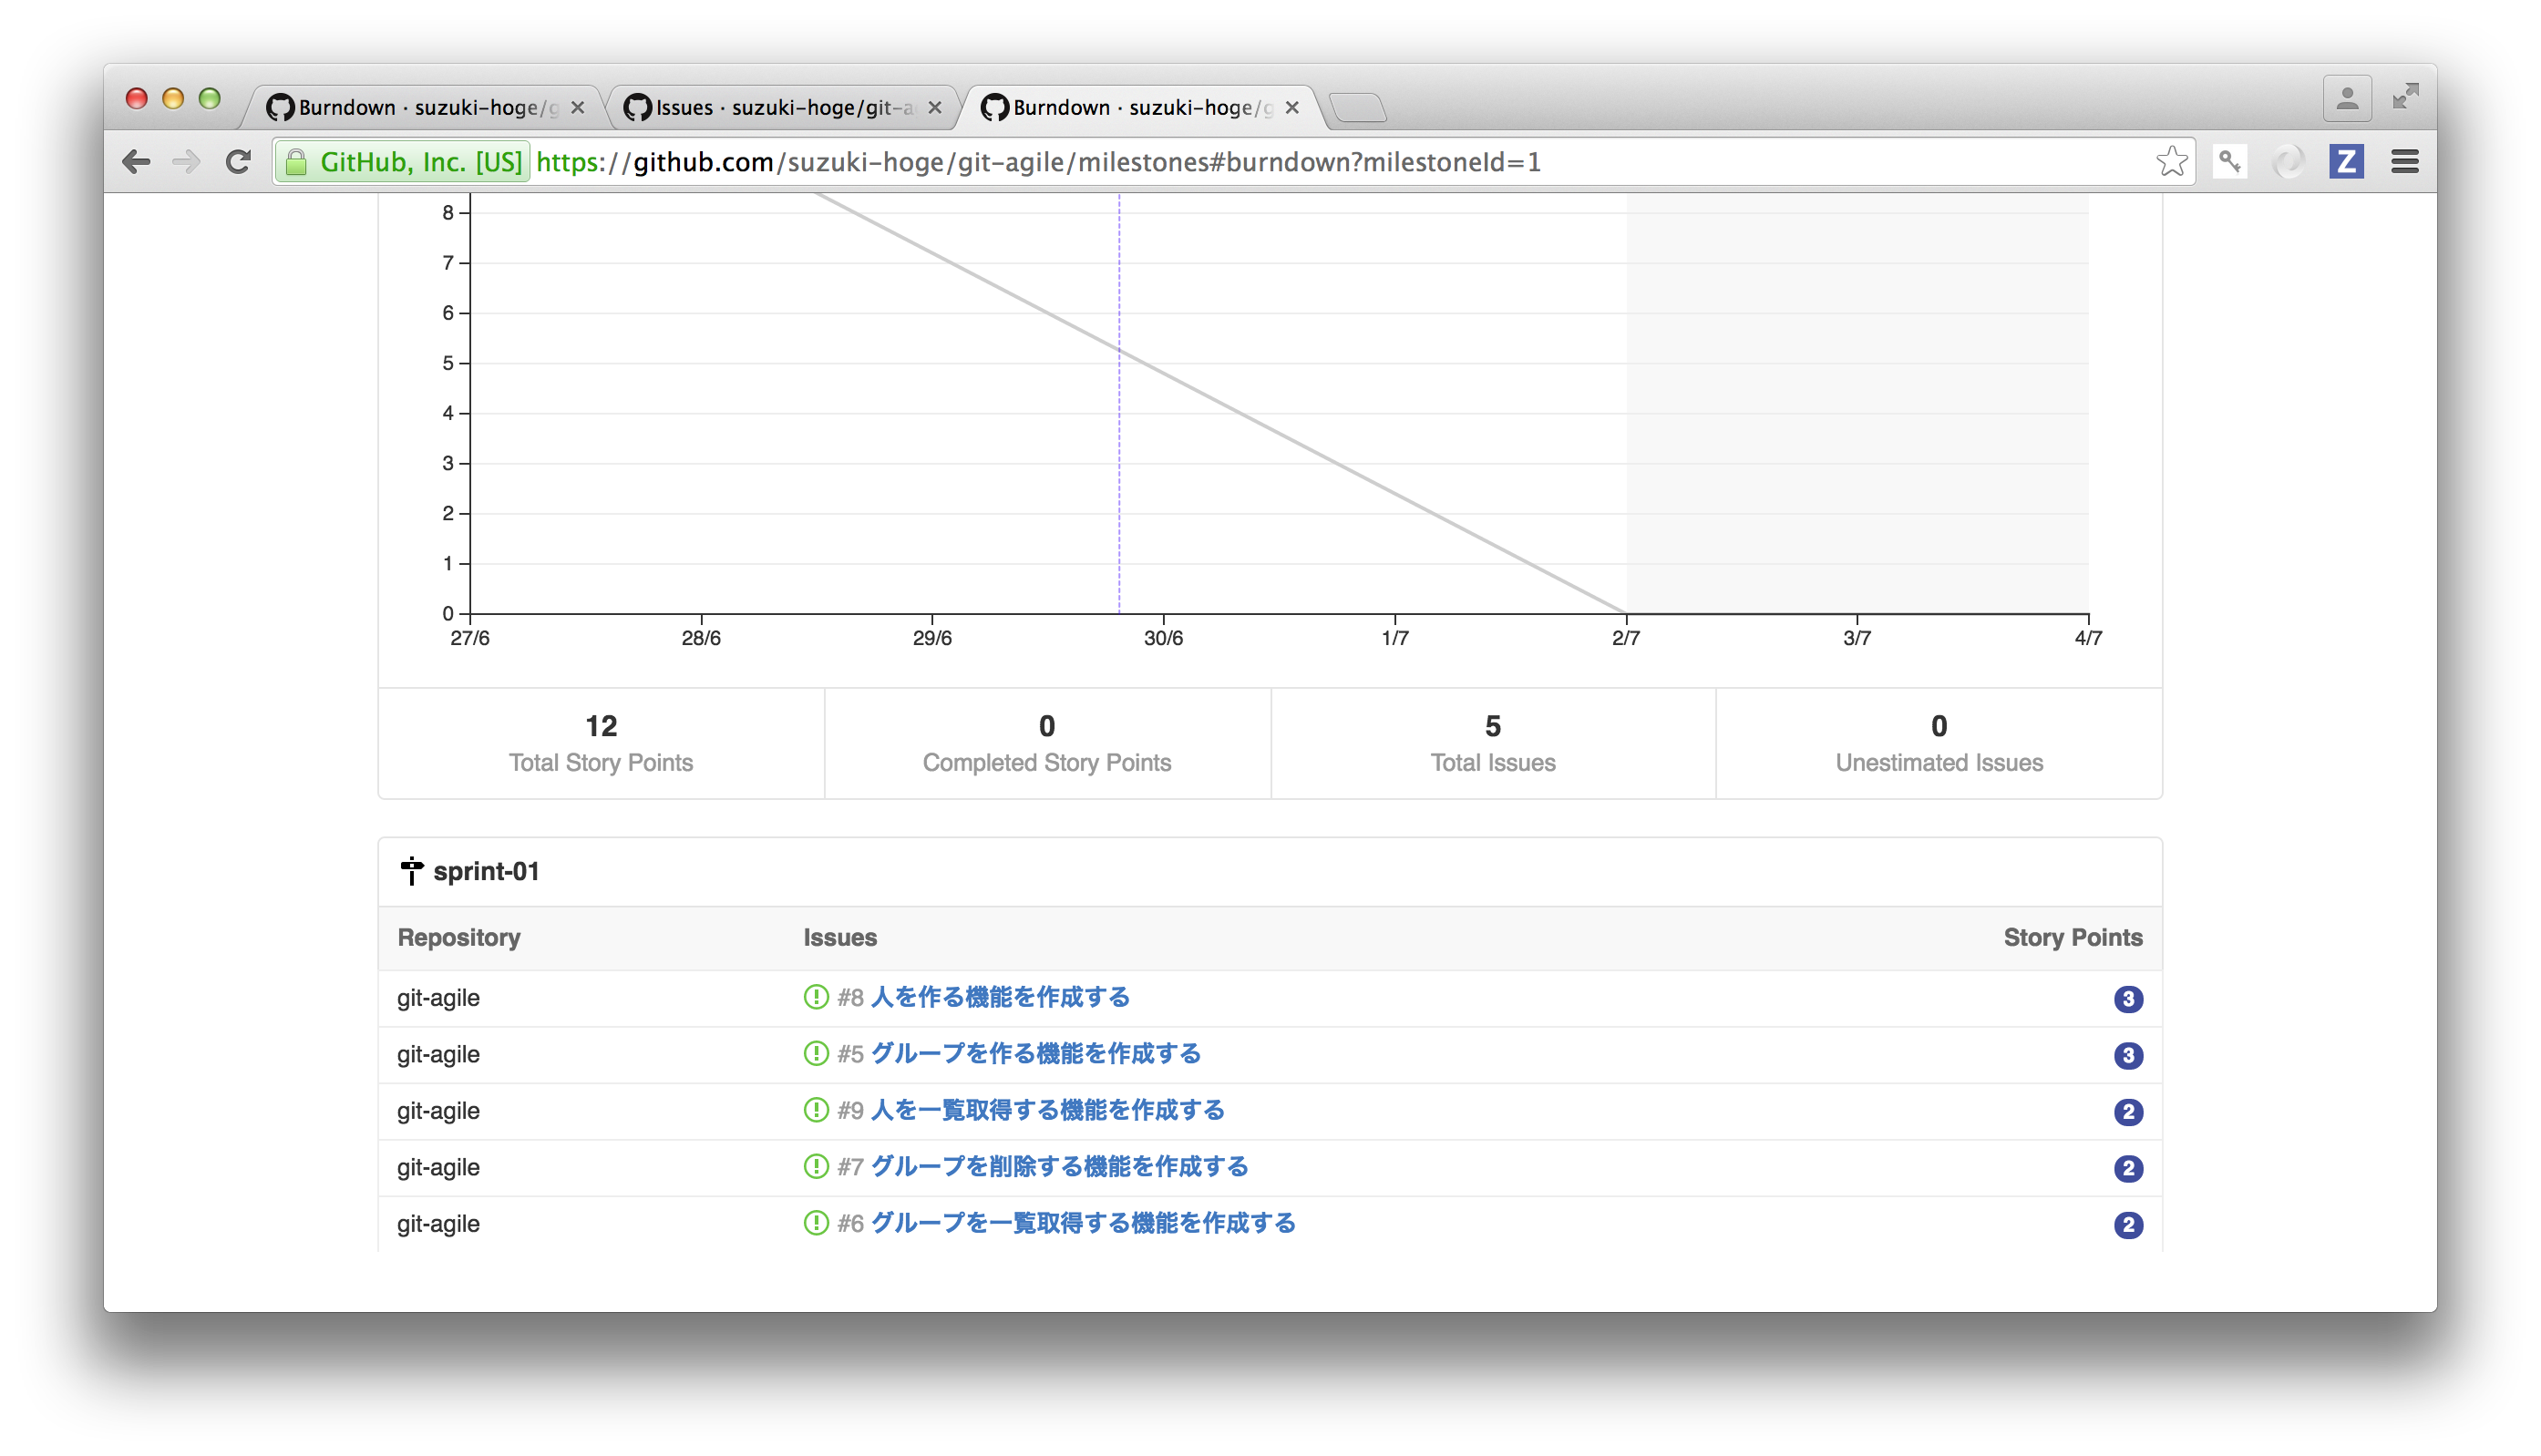 Burdown · suzuki-hoge/g
Issues · suzuki-hoge/git-a
Burndown · suzuki-hoge/g
GitHub, Inc. [US] https://github.com/suzuki-hoge/git-agile/milestones#burndown?milestoneId=1
Z
8
7
6
5
4
3
2
1
0
27/6 28/6 29/6 30/6 1/7 2/7 3/7 4/7
12 0 5 0
Total Story Points Completed Story Points Total Issues Unestimated Issues
sprint-01
Repository Issues Story Points
git-agile #8 人を作る機能を作成する 3
git-agile #5 グループを作る機能を作成する 3
git-agile #9 人を一覧取得する機能を作成する 2
git-agile #7 グループを削除する機能を作成する 2
git-agile #6 グループを一覧取得する機能を作成する 2